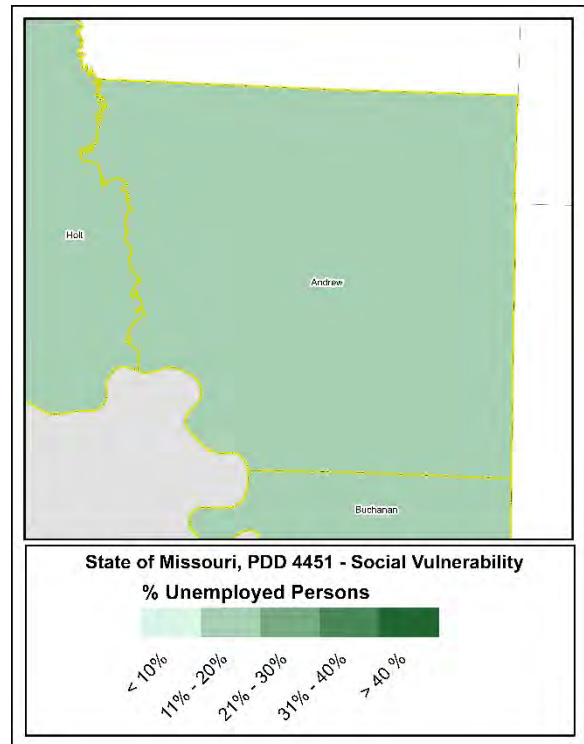 Holt
Andrew
Buchanan
State of Missouri, PDD 4451 - Social Vulnerability
% Unemployed Persons
< 10%
11% - 20%
21% - 30%
31% - 40%
> 40 %